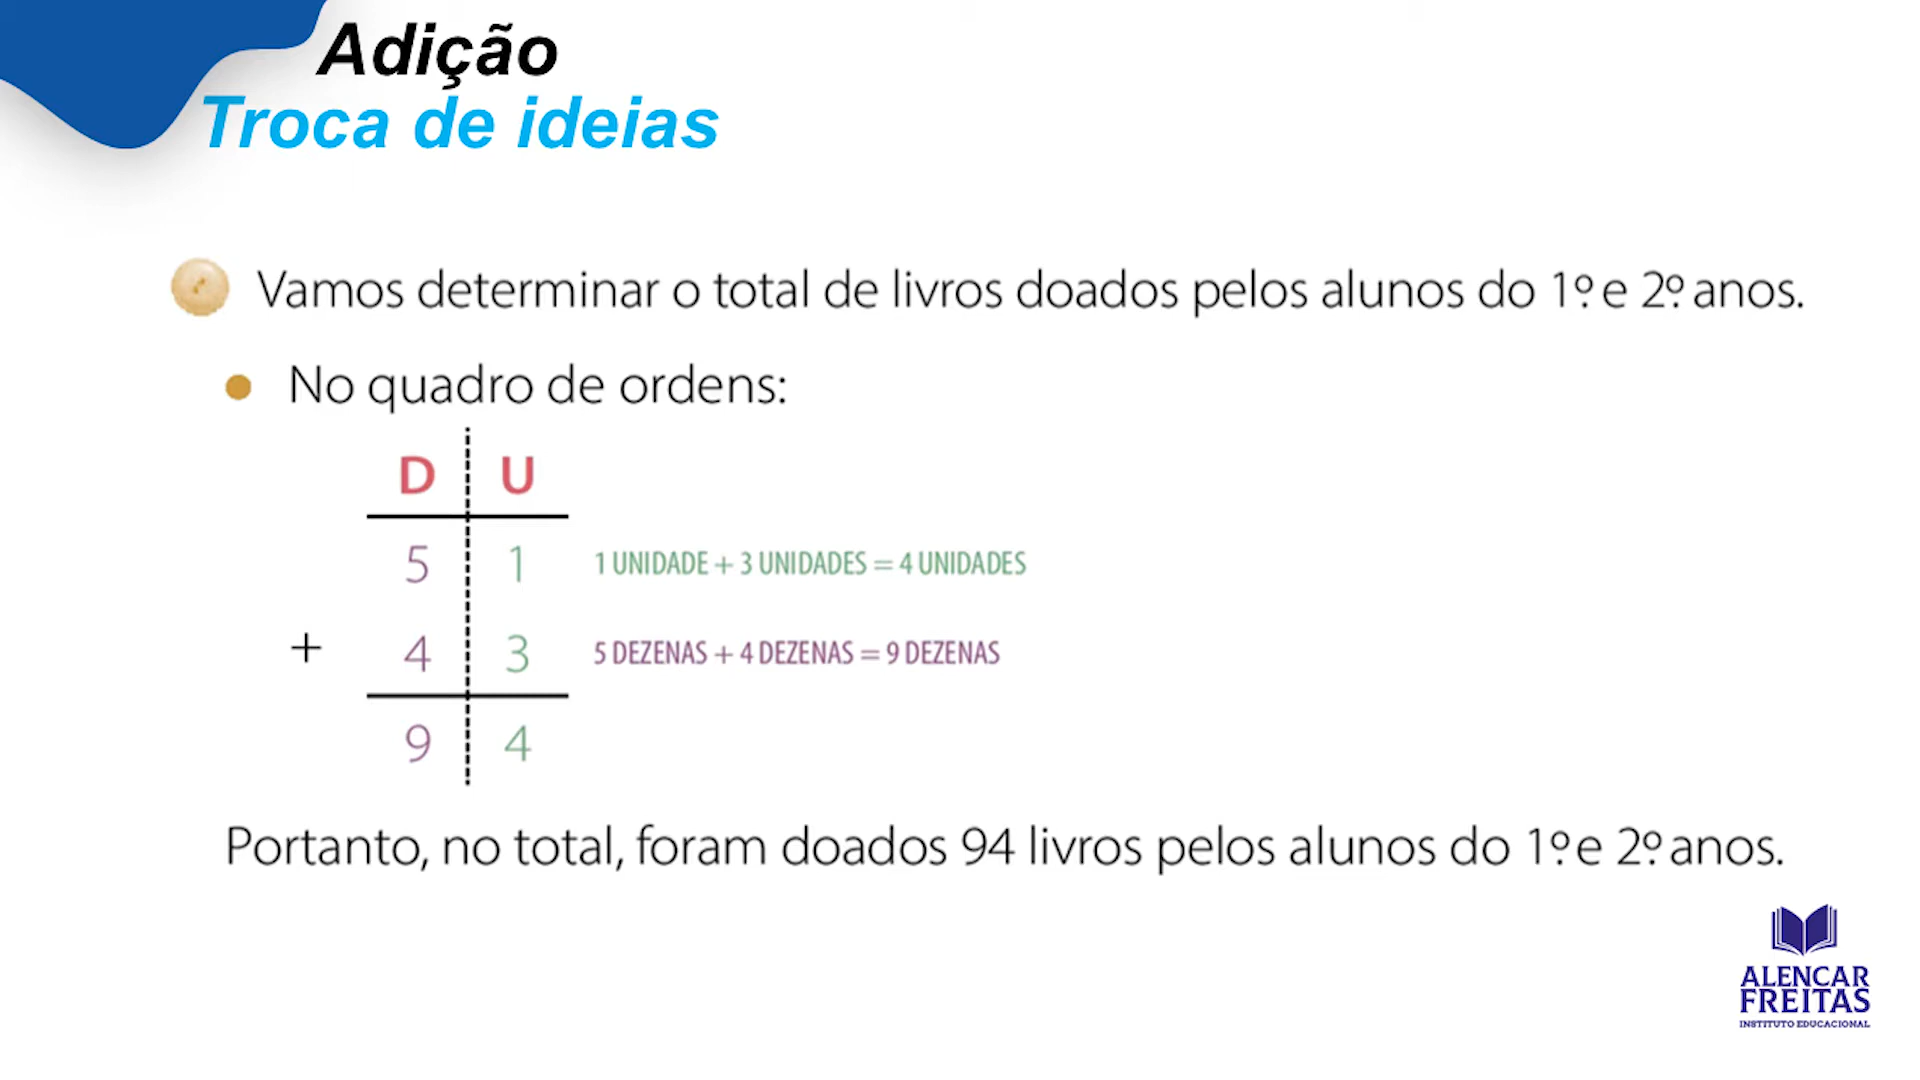 Adição
Troca de ideias
Vamos determinar o total de livros doados pelos alunos do 1º e 2º anos.
No quadro de ordens:
D U
5 1 1 UNIDADE + 3 UNIDADES = 4 UNIDADES
+ 4 3 5 DEZENAS + 4 DEZENAS = 9 DEZENAS
9 4
Portanto, no total, foram doados 94 livros pelos alunos do 1º e 2º anos.
ALENCAR
FREITAS
INSTITUTO EDUCACIONAL